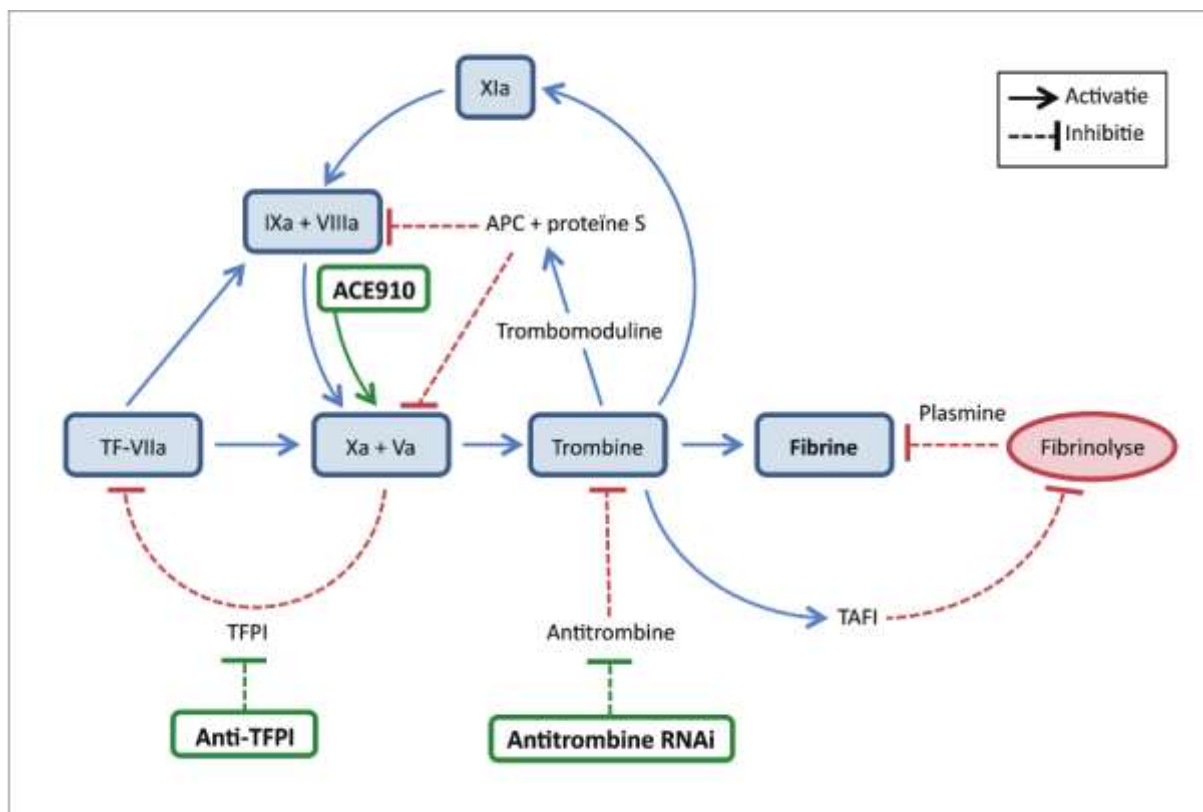 XIa
Activatie
Inhibitie
IXa + VIIIa
APC + proteïne S
ACE910
Trombomoduline
TF-VIIa
Xa + Va
Trombine
Fibrine
Plasmine
Fibrinolyse
TFPI
Antitrombine
TAFI
Anti-TFPI
Antitrombine RNAi